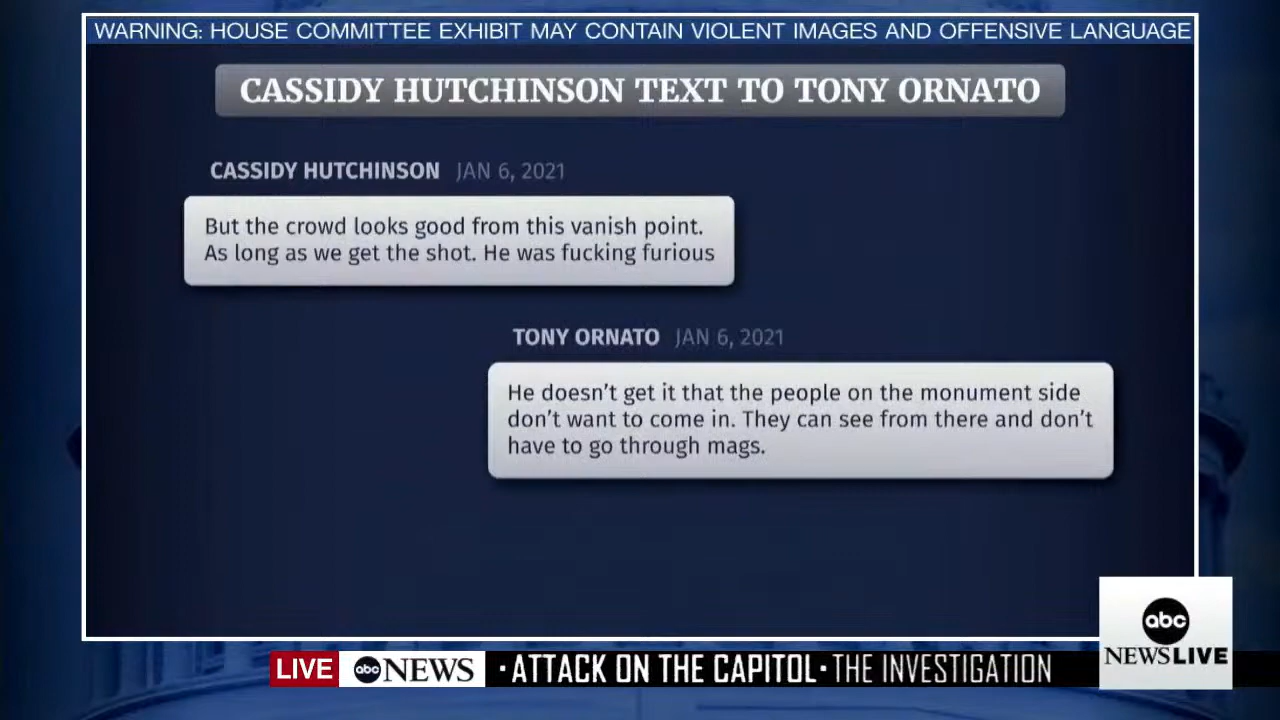 WARNING: HOUSE COMMITTEE EXHIBIT MAY CONTAIN VIOLENT IMAGES AND OFFENSIVE LANGUAGE
CASSIDY HUTCHINSON TEXT TO TONY ORNATO
CASSIDY HUTCHINSON JAN 6, 2021
But the crowd looks good from this vanish point.
As long as we get the shot. He was fucking furious
TONY ORNATO JAN 6, 2021
He doesn't get it that the people on the monument side
don't want to come in. They can see from there and don't
have to go through mags.
abc
NEWSLIVE
LIVE abc NEWS ·ATTACK ON THE CAPITOL·THE INVESTIGATION